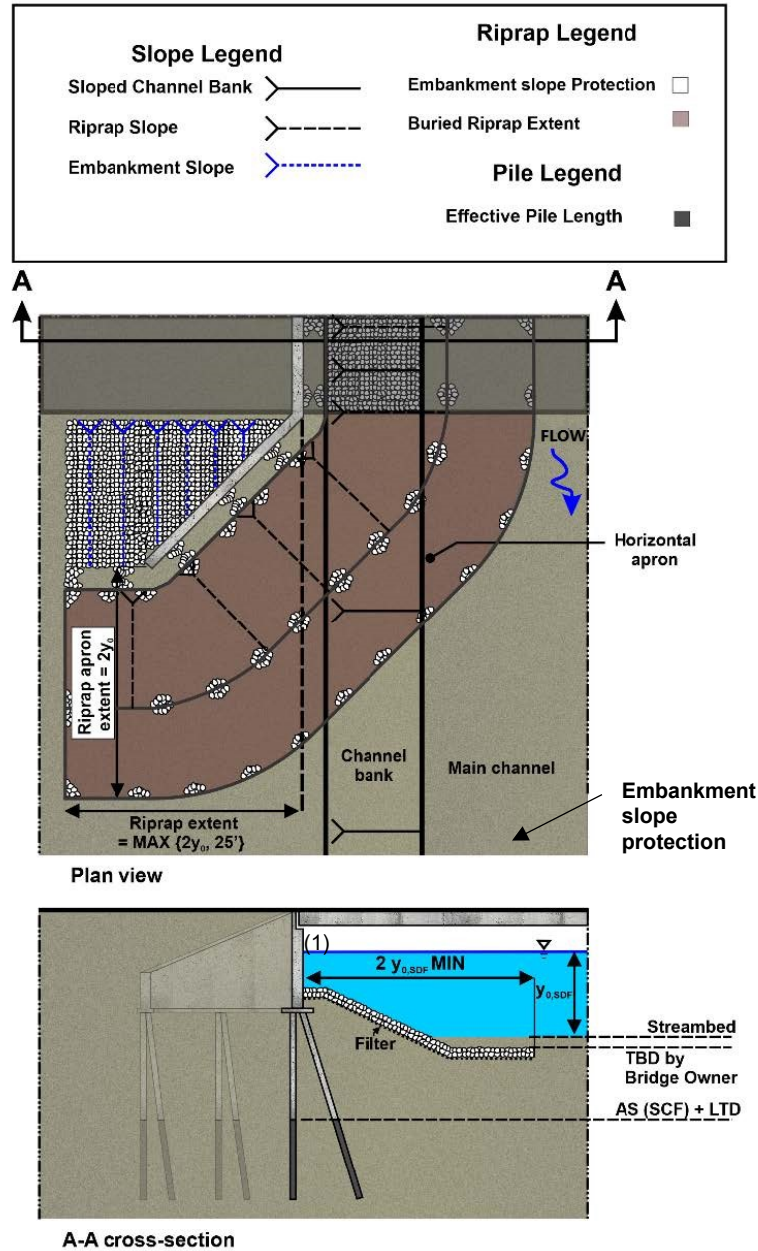 Slope Legend
Sloped Channel Bank
Riprap Slope
Embankment Slope
Riprap Legend
Embankment slope Protection
Buried Riprap Extent
Pile Legend
Effective Pile Length
A
A
FLOW
Horizontal
apron
Riprap apron
extent = 2y₀
Channel
bank
Main channel
Embankment
slope
protection
Riprap extent
= MAX {2y₀, 25'}
Plan view
(1)
2 y₀,SDF MIN
y₀,SDF
Filter
Streambed
TBD by
Bridge Owner
AS (SCF) + LTD
A-A cross-section